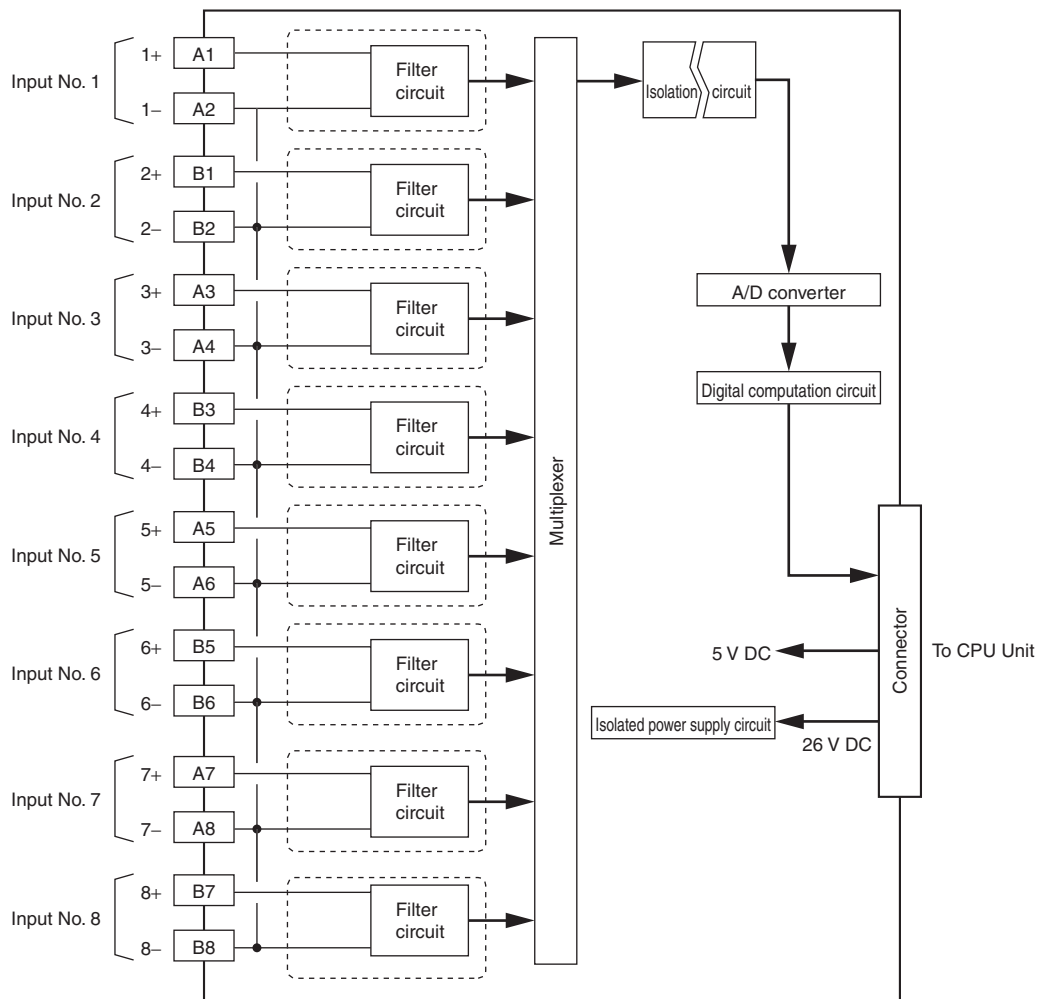 Input No. 1
1+
A1
1–
A2
Filter
circuit
Input No. 2
2+
B1
2–
B2
Filter
circuit
Input No. 3
3+
A3
3–
A4
Filter
circuit
Input No. 4
4+
B3
4–
B4
Filter
circuit
Input No. 5
5+
A5
5–
A6
Filter
circuit
Input No. 6
6+
B5
6–
B6
Filter
circuit
Input No. 7
7+
A7
7–
A8
Filter
circuit
Input No. 8
8+
B7
8–
B8
Filter
circuit
Multiplexer
Isolation circuit
A/D converter
Digital computation circuit
Connector
To CPU Unit
5 V DC
Isolated power supply circuit
26 V DC